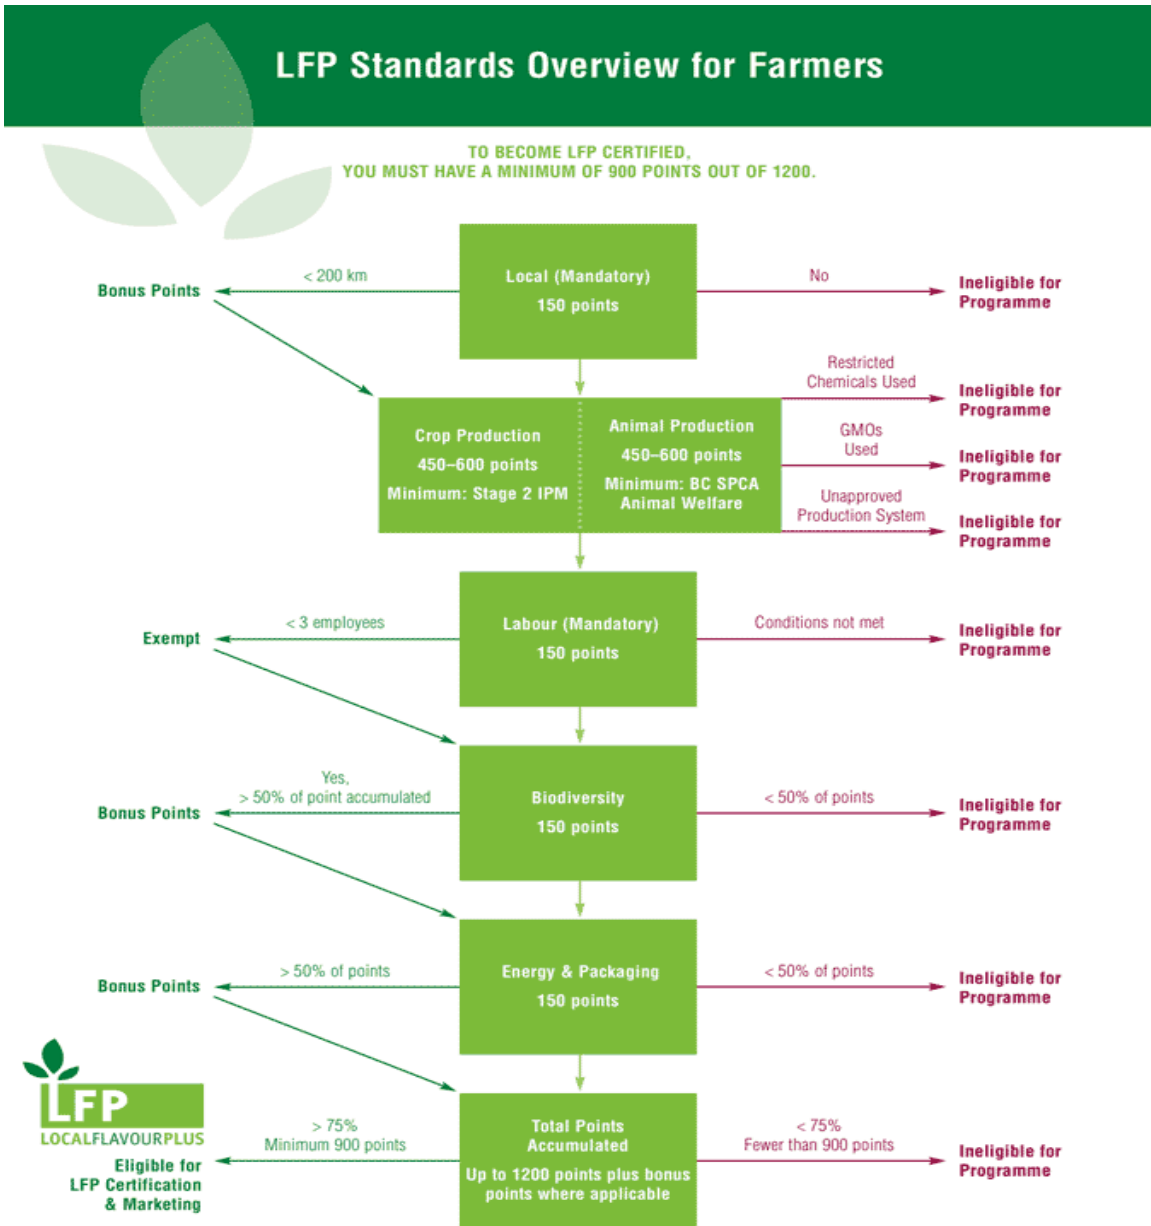 LFP Standards Overview for Farmers
TO BECOME LFP CERTIFIED,
YOU MUST HAVE A MINIMUM OF 900 POINTS OUT OF 1200.
Local (Mandatory)
150 points
< 200 km
Bonus Points
No
Ineligible for
Programme
Crop Production
450–600 points
Minimum: Stage 2 IPM
Animal Production
450–600 points
Minimum: BC SPCA
Animal Welfare
Restricted
Chemicals Used
Ineligible for
Programme
GMOs
Used
Ineligible for
Programme
Unapproved
Production System
Ineligible for
Programme
Labour (Mandatory)
150 points
< 3 employees
Exempt
Conditions not met
Ineligible for
Programme
Biodiversity
150 points
Yes,
> 50% of point accumulated
Bonus Points
< 50% of points
Ineligible for
Programme
Energy & Packaging
150 points
> 50% of points
Bonus Points
< 50% of points
Ineligible for
Programme
Total Points
Accumulated
Up to 1200 points plus bonus
points where applicable
> 75%
Minimum 900 points
LFP
LOCALFLAVOURPLUS
Eligible for
LFP Certification
& Marketing
< 75%
Fewer than 900 points
Ineligible for
Programme